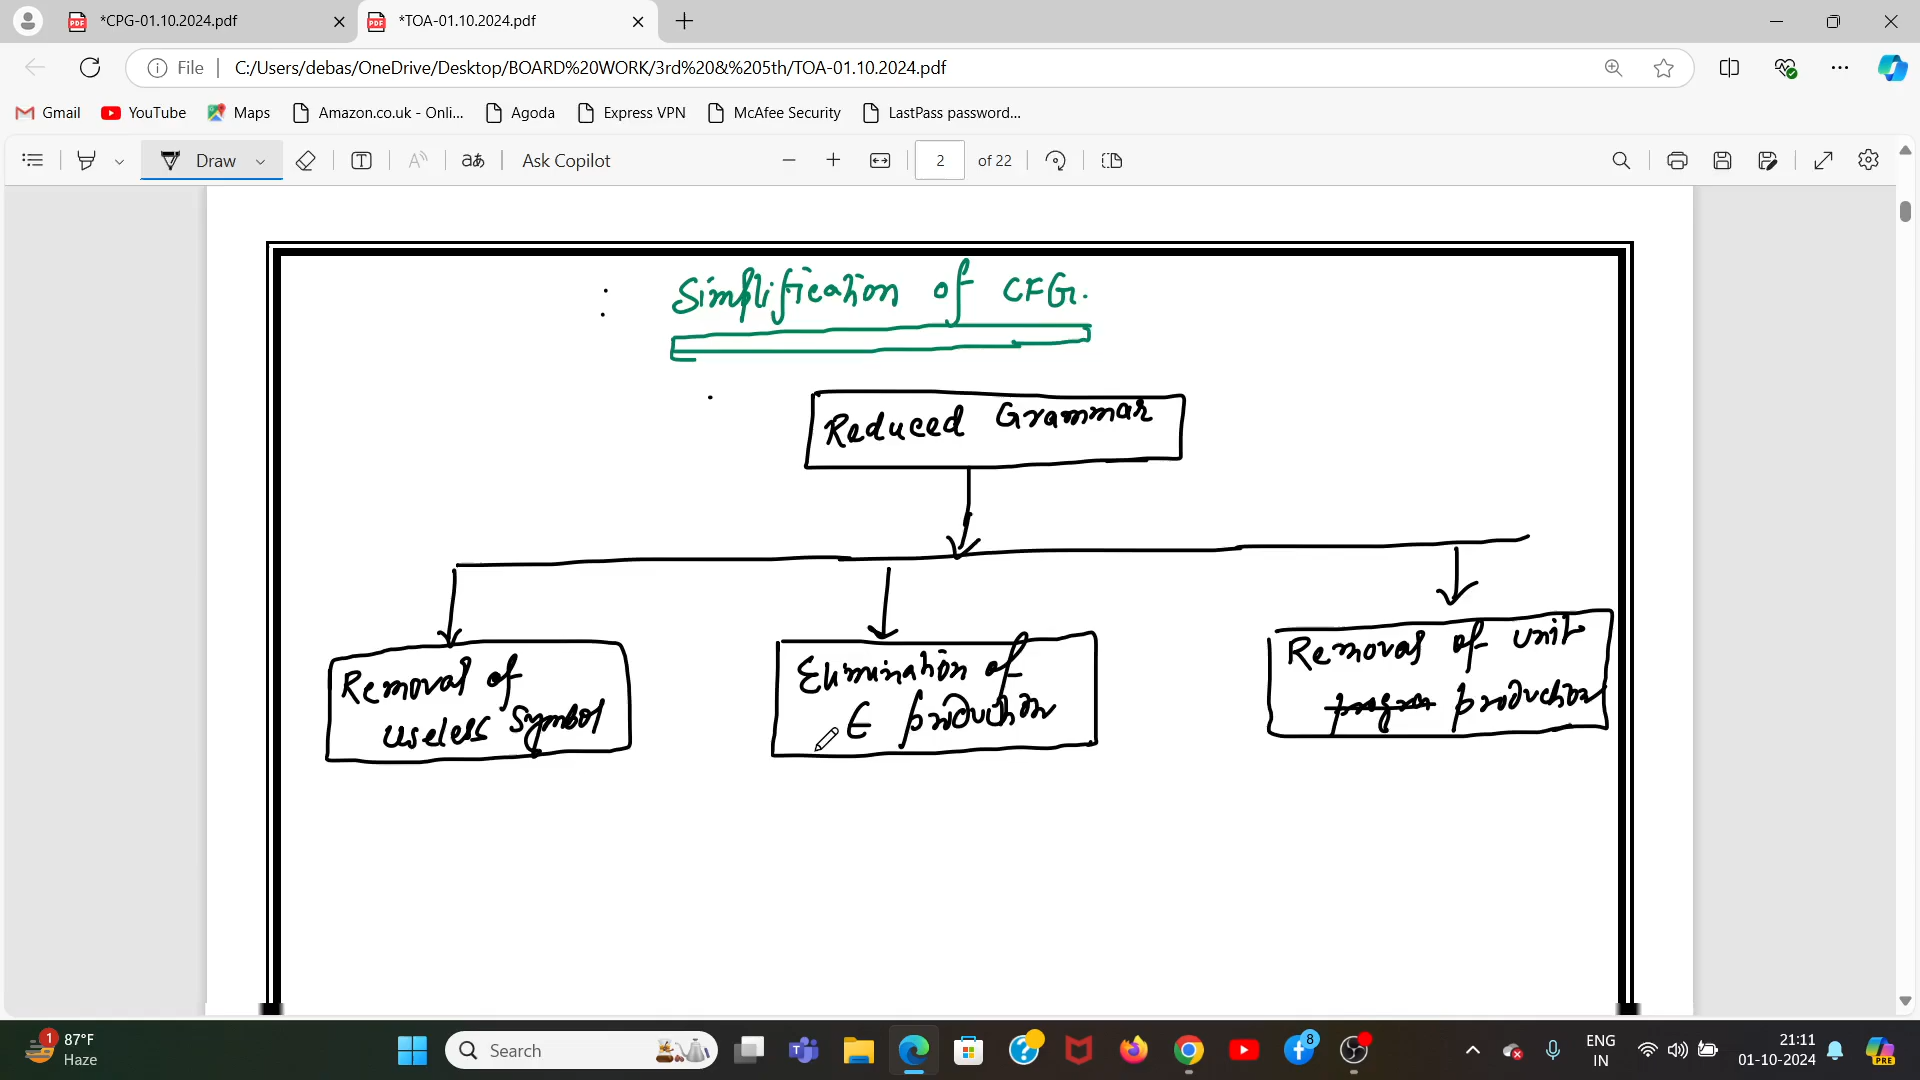 *CPG-01.10.2024.pdf
*TOA-01.10.2024.pdf
File
C:/Users/debas/OneDrive/Desktop/BOARD%20WORK/3rd%20&%205th/TOA-01.10.2024.pdf
Gmail
YouTube
Maps
Amazon.co.uk - Onli...
Agoda
Express VPN
McAfee Security
LastPass password...
Draw
Ask Copilot
2 of 22
Simplification of CFG.
Reduced Grammar
Removal of
useless symbol
Elimination of
∈ production
Removal of unit
production
1
87°F
Haze
Search
8
ENG
IN
21:11
01-10-2024
PRE